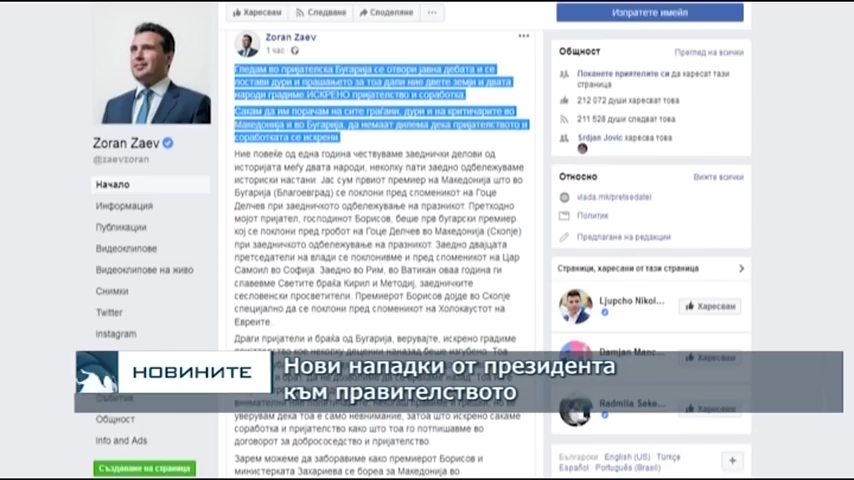 Харесвам
Следване
Споделяне
Изпратете имейл
Zoran Zaev
1 час
Гледам во пријателска Бугарија се отвори јавна дебата и се
постави дури и прашањето за тоа дали ние двете земји и двата
народи градиме ИСКРЕНО пријателство и соработка.
Сакам да им порачам на сите граѓани, дури и на критичарите во
Македонија и во Бугарија, да немаат дилема дека пријателството и
соработката се искрени.
Ние повеќе од една година чествуваме заеднички делови од
историјата меѓу двата народи, неколку пати заедно одбележуваме
историски настани. Јас сум првиот премиер на Македонија што во
Бугарија (Благоевград) се поклони пред споменикот на Гоце
Делчев при заедничкото одбележување на празникот. Претходно
мојот пријател, господинот Борисов, беше прв бугарски премиер
кој се поклони пред гробот на Гоце Делчев во Македонија (Скопје)
при заедничкото одбележување на празникот. Заедно двајцата
претседатели на влади се поклонивме и пред споменикот на Цар
Самоил во Софија. Заедно во Рим, во Ватикан оваа година ги
славевме Светите браќа Кирил и Методиј, заедничките
сесловенски просветители. Премиерот Борисов дојде во Скопје
специјално да се поклони пред споменикот на Холокаустот на
Евреите.
Драги пријатели и браќа од Бугарија, верувајте, искрено градиме
пријателство кое неколку децении наназад беше изгубено. Тоа
уверувам дека тоа е само невнимание, затоа што искрено сакаме
соработка и пријателство како што тоа го потпишавме во
договорот за добрососедство и пријателство.
Зарем можеме да заборавиме како премиерот Борисов и
министерката Захариева се бореа за Македонија во
Zoran Zaev
@zaevzoran
Начало
Информация
Публикации
Видеоклипове
Видеоклипове на живо
Снимки
Twitter
Instagram
Събития
Общност
Info and Ads
Създаване на страница
Общност
Преглед на всички
Поканете приятелите си да харесат тази
страница
212 072 души харесват това
211 528 души следват това
Srdjan Jovic харесва това
Относно
Вижте всички
vlada.mk/pretsedatel
Политик
Предлагане на редакции
Страници, харесани от тази страница
Ljupcho Nikol...
Харесвам
Damjan Manc...
Харесвам
Radmila Seke...
Харесвам
Български
English (US)
Türkçe
Español
Português (Brasil)
НОВИНИТЕ
Нови нападки от президента
към правителството